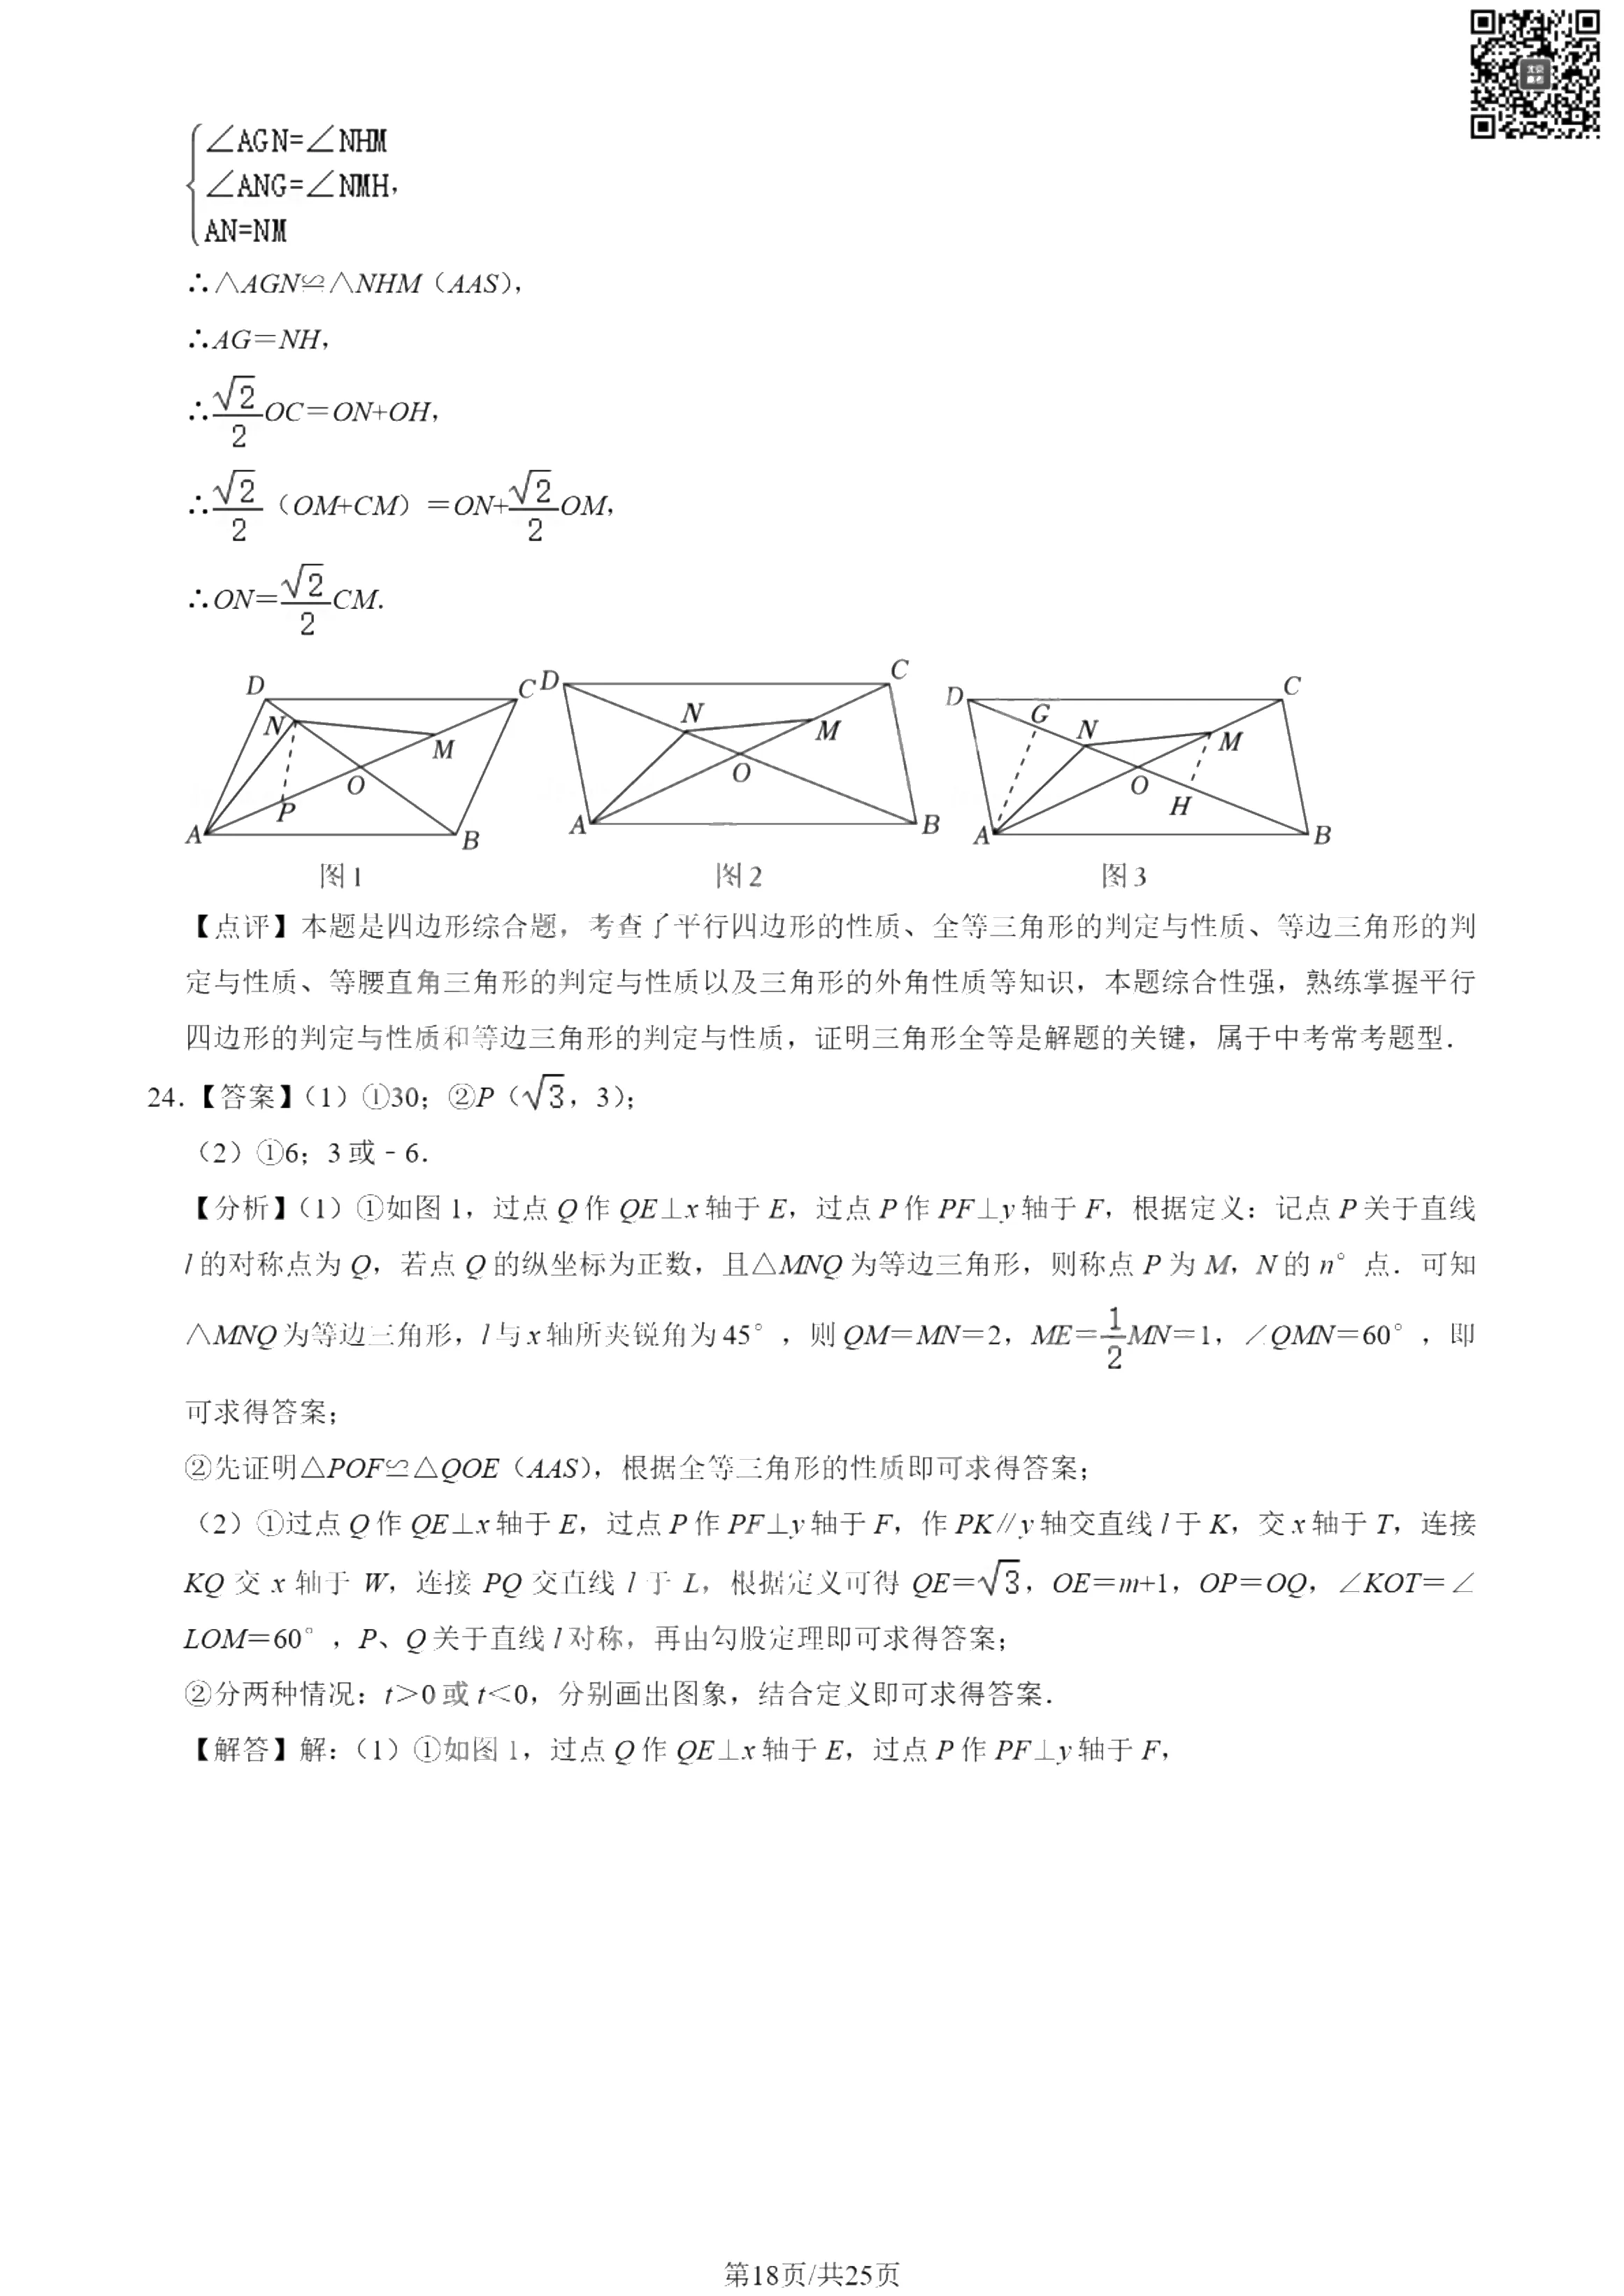 ∠AGN=∠NHM
∠ANG=∠NMH,
AN=NM
∴△AGN≌△NHM（AAS），
∴AG＝NH，
∴√2/2 OC＝ON+OH，
∴√2/2（OM+CM）＝ON+√2/2 OM，
∴ON＝√2/2 CM.
D C N M O P A B
D C N M O A B
D C G N M O H A B
图1 图2 图3
【点评】本题是四边形综合题，考查了平行四边形的性质、全等三角形的判定与性质、等边三角形的判
定与性质、等腰直角三角形的判定与性质以及三角形的外角性质等知识，本题综合性强，熟练掌握平行
四边形的判定与性质和等边三角形的判定与性质，证明三角形全等是解题的关键，属于中考常考题型．
24．【答案】（1）①30；②P（√3，3）；
（2）①6；3或﹣6．
【分析】（1）①如图1，过点Q作QE⊥x轴于E，过点P作PF⊥y轴于F，根据定义：记点P关于直线
l的对称点为Q，若点Q的纵坐标为正数，且△MNQ为等边三角形，则称点P为M，N的n°点．可知
△MNQ为等边三角形，l与x轴所夹锐角为45°，则QM＝MN＝2，ME＝1/2 MN＝1，∠QMN＝60°，即
可求得答案；
②先证明△POF≌△QOE（AAS），根据全等三角形的性质即可求得答案；
（2）①过点Q作QE⊥x轴于E，过点P作PF⊥y轴于F，作PK∥y轴交直线l于K，交x轴于T，连接
KQ交x轴于W，连接PQ交直线l于L，根据定义可得QE＝√3，OE＝m+1，OP＝OQ，∠KOT＝∠
LOM＝60°，P、Q关于直线l对称，再由勾股定理即可求得答案；
②分两种情况：t＞0或t＜0，分别画出图象，结合定义即可求得答案．
【解答】解：（1）①如图1，过点Q作QE⊥x轴于E，过点P作PF⊥y轴于F，
第18页/共25页